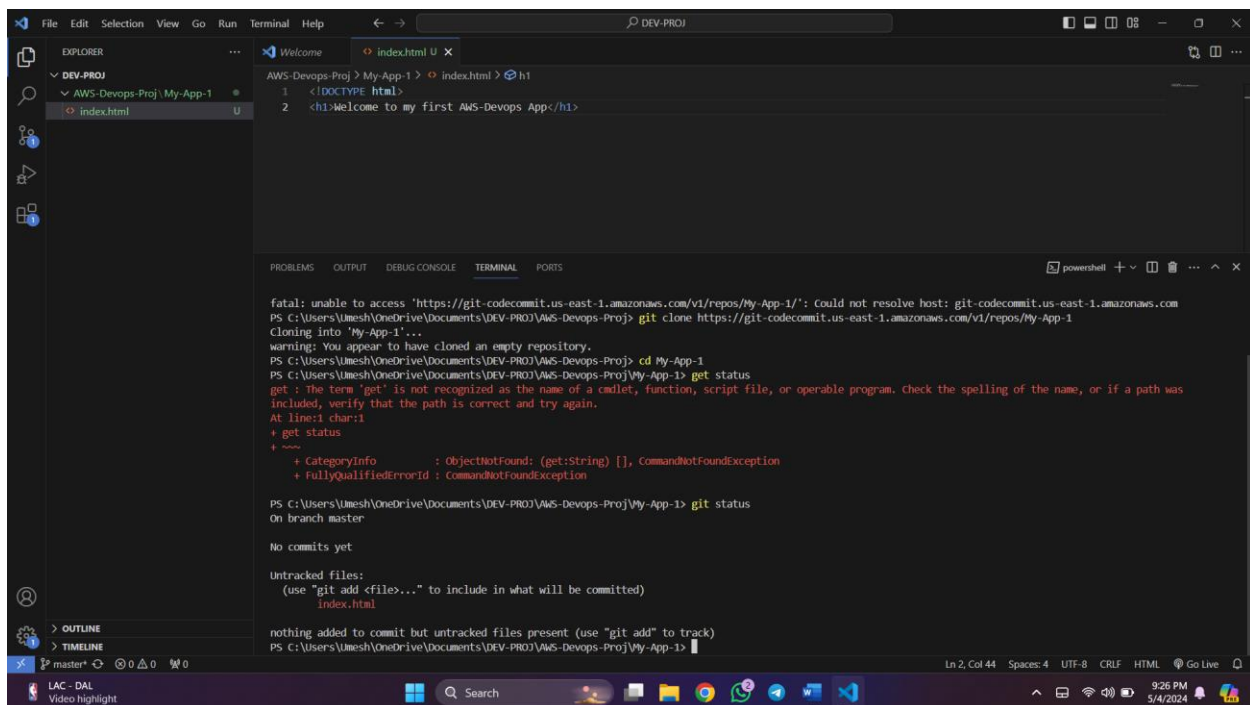 File Edit Selection View Go Run Terminal Help
DEV-PROJ
EXPLORER
DEV-PROJ
AWS-Devops-Proj\My-App-1
index.html U
OUTLINE
TIMELINE
Welcome
index.html U
AWS-Devops-Proj > My-App-1 > index.html > h1
1 <!DOCTYPE html>
2 <h1>Welcome to my first AWS-Devops App</h1>
PROBLEMS OUTPUT DEBUG CONSOLE TERMINAL PORTS
powershell
fatal: unable to access 'https://git-codecommit.us-east-1.amazonaws.com/v1/repos/My-App-1/': Could not resolve host: git-codecommit.us-east-1.amazonaws.com
PS C:\Users\Umesh\OneDrive\Documents\DEV-PROJ\AWS-Devops-Proj> git clone https://git-codecommit.us-east-1.amazonaws.com/v1/repos/My-App-1
Cloning into 'My-App-1'...
warning: You appear to have cloned an empty repository.
PS C:\Users\Umesh\OneDrive\Documents\DEV-PROJ\AWS-Devops-Proj> cd My-App-1
PS C:\Users\Umesh\OneDrive\Documents\DEV-PROJ\AWS-Devops-Proj\My-App-1> get status
get : The term 'get' is not recognized as the name of a cmdlet, function, script file, or operable program. Check the spelling of the name, or if a path was
included, verify that the path is correct and try again.
At line:1 char:1
+ get status
+ ~~~
+ CategoryInfo : ObjectNotFound: (get:String) [], CommandNotFoundException
+ FullyQualifiedErrorId : CommandNotFoundException
PS C:\Users\Umesh\OneDrive\Documents\DEV-PROJ\AWS-Devops-Proj\My-App-1> git status
On branch master
No commits yet
Untracked files:
(use "git add <file>..." to include in what will be committed)
index.html
nothing added to commit but untracked files present (use "git add" to track)
PS C:\Users\Umesh\OneDrive\Documents\DEV-PROJ\AWS-Devops-Proj\My-App-1>
master* 0 0 0 Ln 2, Col 44 Spaces: 4 UTF-8 CRLF HTML Go Live
LAC - DAL
Video highlight
Search
9:26 PM
5/4/2024